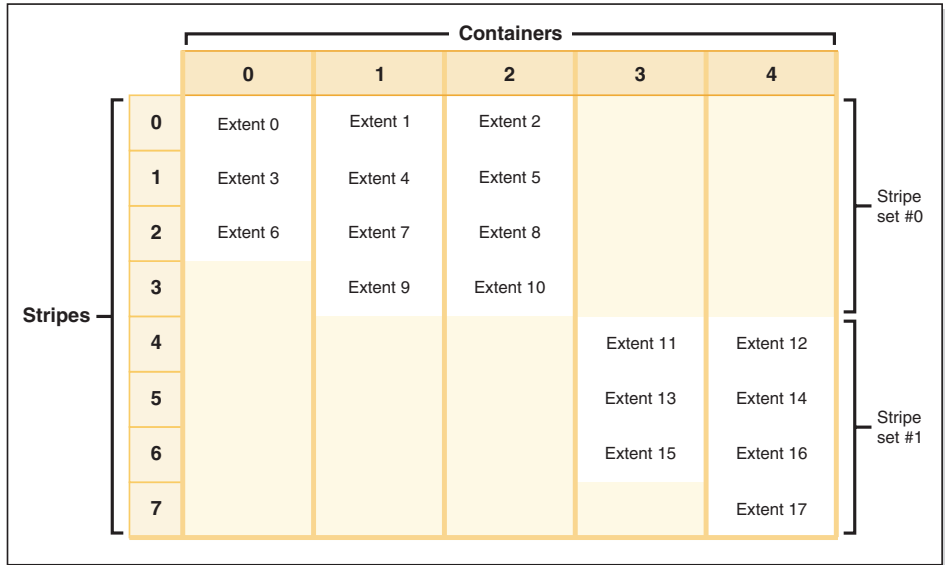 Containers
0 1 2 3 4
0 Extent 0 Extent 1 Extent 2
1 Extent 3 Extent 4 Extent 5
Stripe
set #0
2 Extent 6 Extent 7 Extent 8
3 Extent 9 Extent 10
Stripes
4 Extent 11 Extent 12
5 Extent 13 Extent 14
Stripe
set #1
6 Extent 15 Extent 16
7 Extent 17